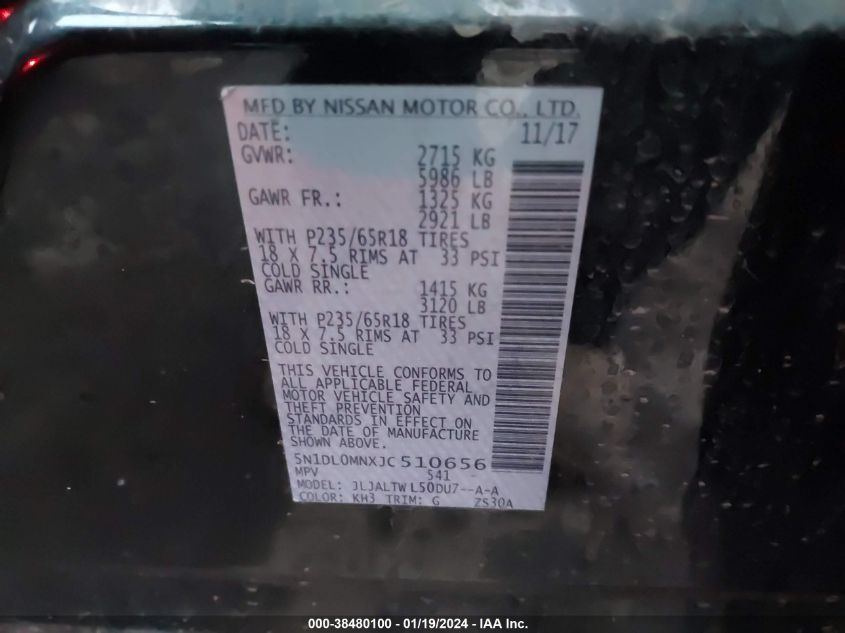 MFD BY NISSAN MOTOR CO., LTD.
DATE: 11/17
GVWR: 2715 KG
5986 LB
GAWR FR.: 1325 KG
2921 LB
WITH P235/65R18 TIRES
18 X 7.5 RIMS AT 33 PSI
COLD SINGLE
GAWR RR.: 1415 KG
3120 LB
WITH P235/65R18 TIRES
18 X 7.5 RIMS AT 33 PSI
COLD SINGLE
THIS VEHICLE CONFORMS TO
ALL APPLICABLE FEDERAL
MOTOR VEHICLE SAFETY AND
THEFT PREVENTION
STANDARDS IN EFFECT ON
THE DATE OF MANUFACTURE
SHOWN ABOVE.
5N1DL0MNXJC510656
MPV 541
MODEL: JLJALTWL50DU7--A-A
COLOR: KH3 TRIM: G ZS30A
000-38480100 - 01/19/2024 - IAA Inc.